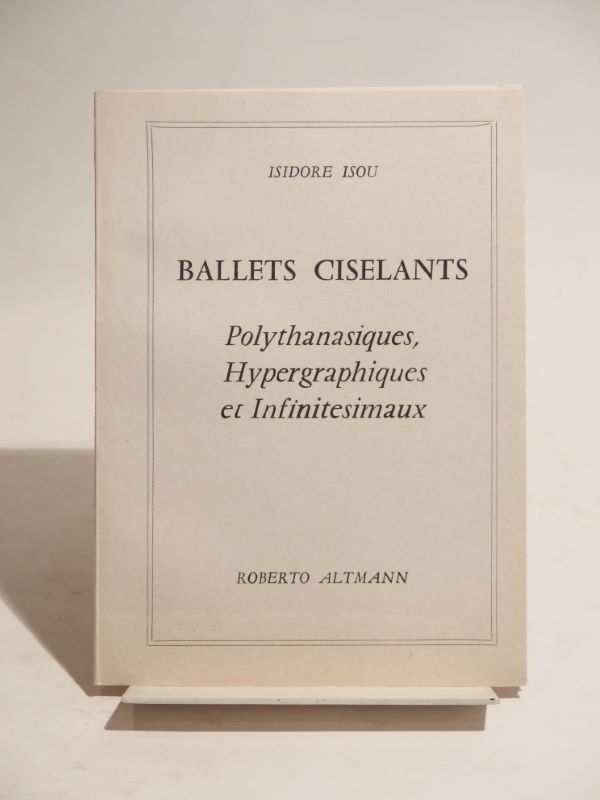 ISIDORE ISOU
BALLETS CISELANTS
Polythanasiques,
Hypergraphiques
et Infinitesimaux
ROBERTO ALTMANN